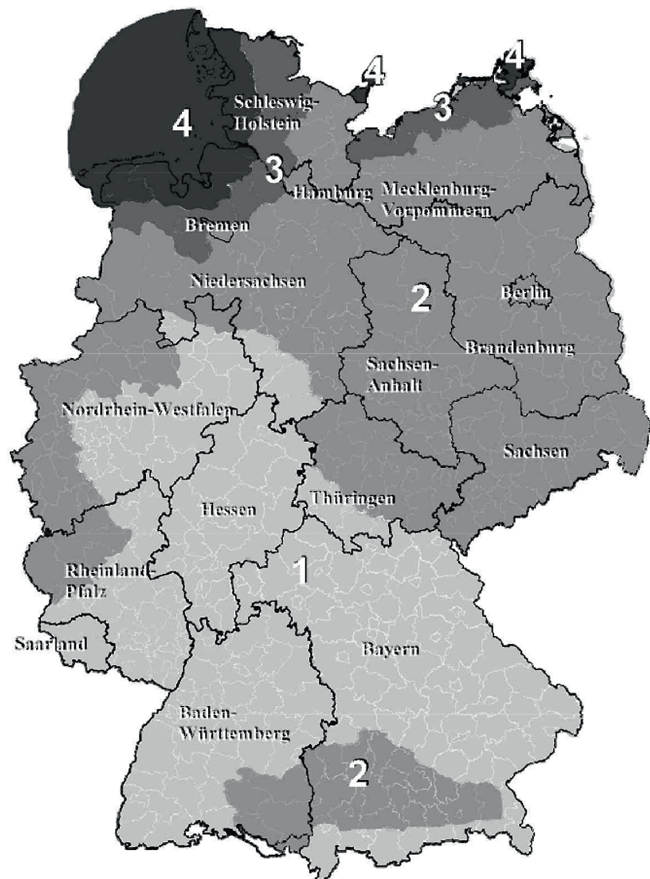 4
4
4
Schleswig-
Holstein
3
3
Hamburg
Mecklenburg-
Vorpommern
Bremen
Niedersachsen
2
Berlin
Brandenburg
Sachsen-
Anhalt
Nordrhein-Westfalen
Sachsen
Thüringen
Hessen
1
Rheinland-
Pfalz
Saarland
Bayern
Baden-
Württemberg
2